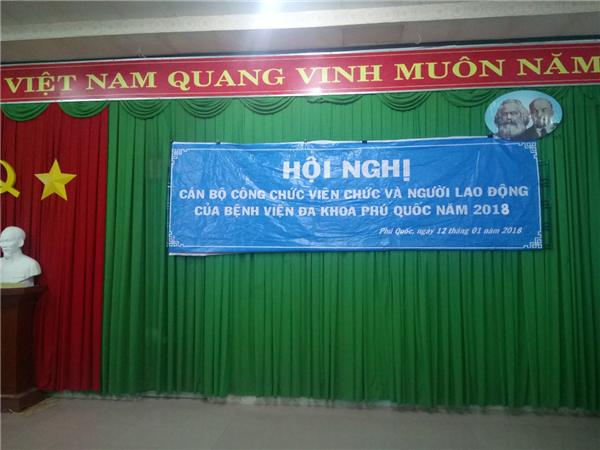 VIỆT NAM QUANG VINH MUÔN NĂM
HỘI NGHỊ
CÁN BỘ CÔNG CHỨC VIÊN CHỨC VÀ NGƯỜI LAO ĐỘNG
CỦA BỆNH VIỆN ĐA KHOA PHÚ QUỐC NĂM 2018
Phú Quốc, ngày 12 tháng 01 năm 2018